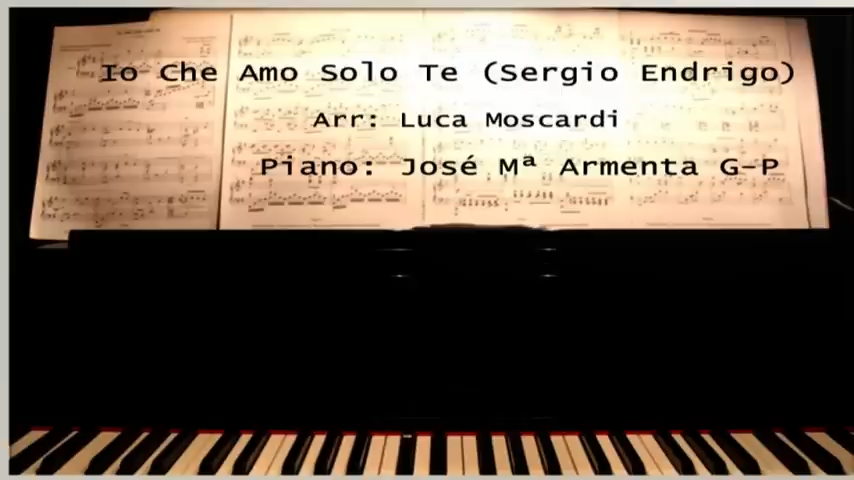 Io Che Amo Solo Te (Sergio Endrigo)
Arr: Luca Moscardi
Piano: José Mª Armenta G-P